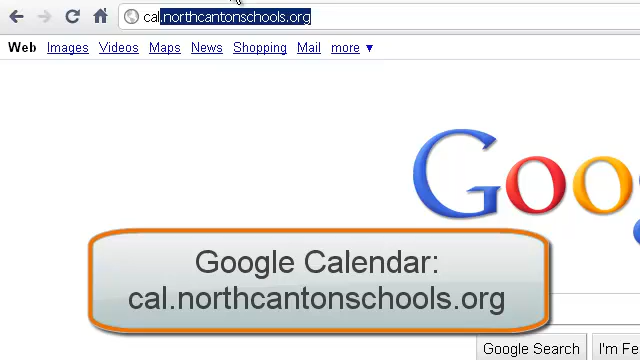 cal.northcantonschools.org
Web Images Videos Maps News Shopping Mail more ▼
Goo
Google Calendar:
cal.northcantonschools.org
Google Search I'm Fe